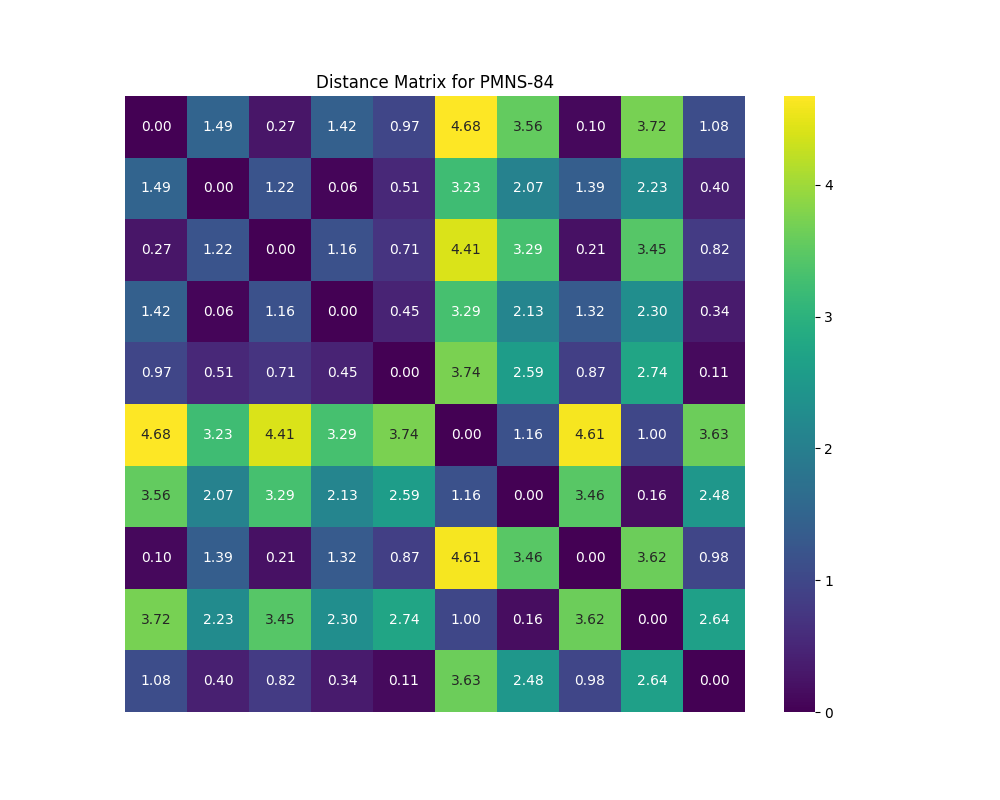 Distance Matrix for PMNS-84
0.00 1.49 0.27 1.42 0.97 4.68 3.56 0.10 3.72 1.08
1.49 0.00 1.22 0.06 0.51 3.23 2.07 1.39 2.23 0.40
0.27 1.22 0.00 1.16 0.71 4.41 3.29 0.21 3.45 0.82
1.42 0.06 1.16 0.00 0.45 3.29 2.13 1.32 2.30 0.34
0.97 0.51 0.71 0.45 0.00 3.74 2.59 0.87 2.74 0.11
4.68 3.23 4.41 3.29 3.74 0.00 1.16 4.61 1.00 3.63
3.56 2.07 3.29 2.13 2.59 1.16 0.00 3.46 0.16 2.48
0.10 1.39 0.21 1.32 0.87 4.61 3.46 0.00 3.62 0.98
3.72 2.23 3.45 2.30 2.74 1.00 0.16 3.62 0.00 2.64
1.08 0.40 0.82 0.34 0.11 3.63 2.48 0.98 2.64 0.00
4
3
2
1
0